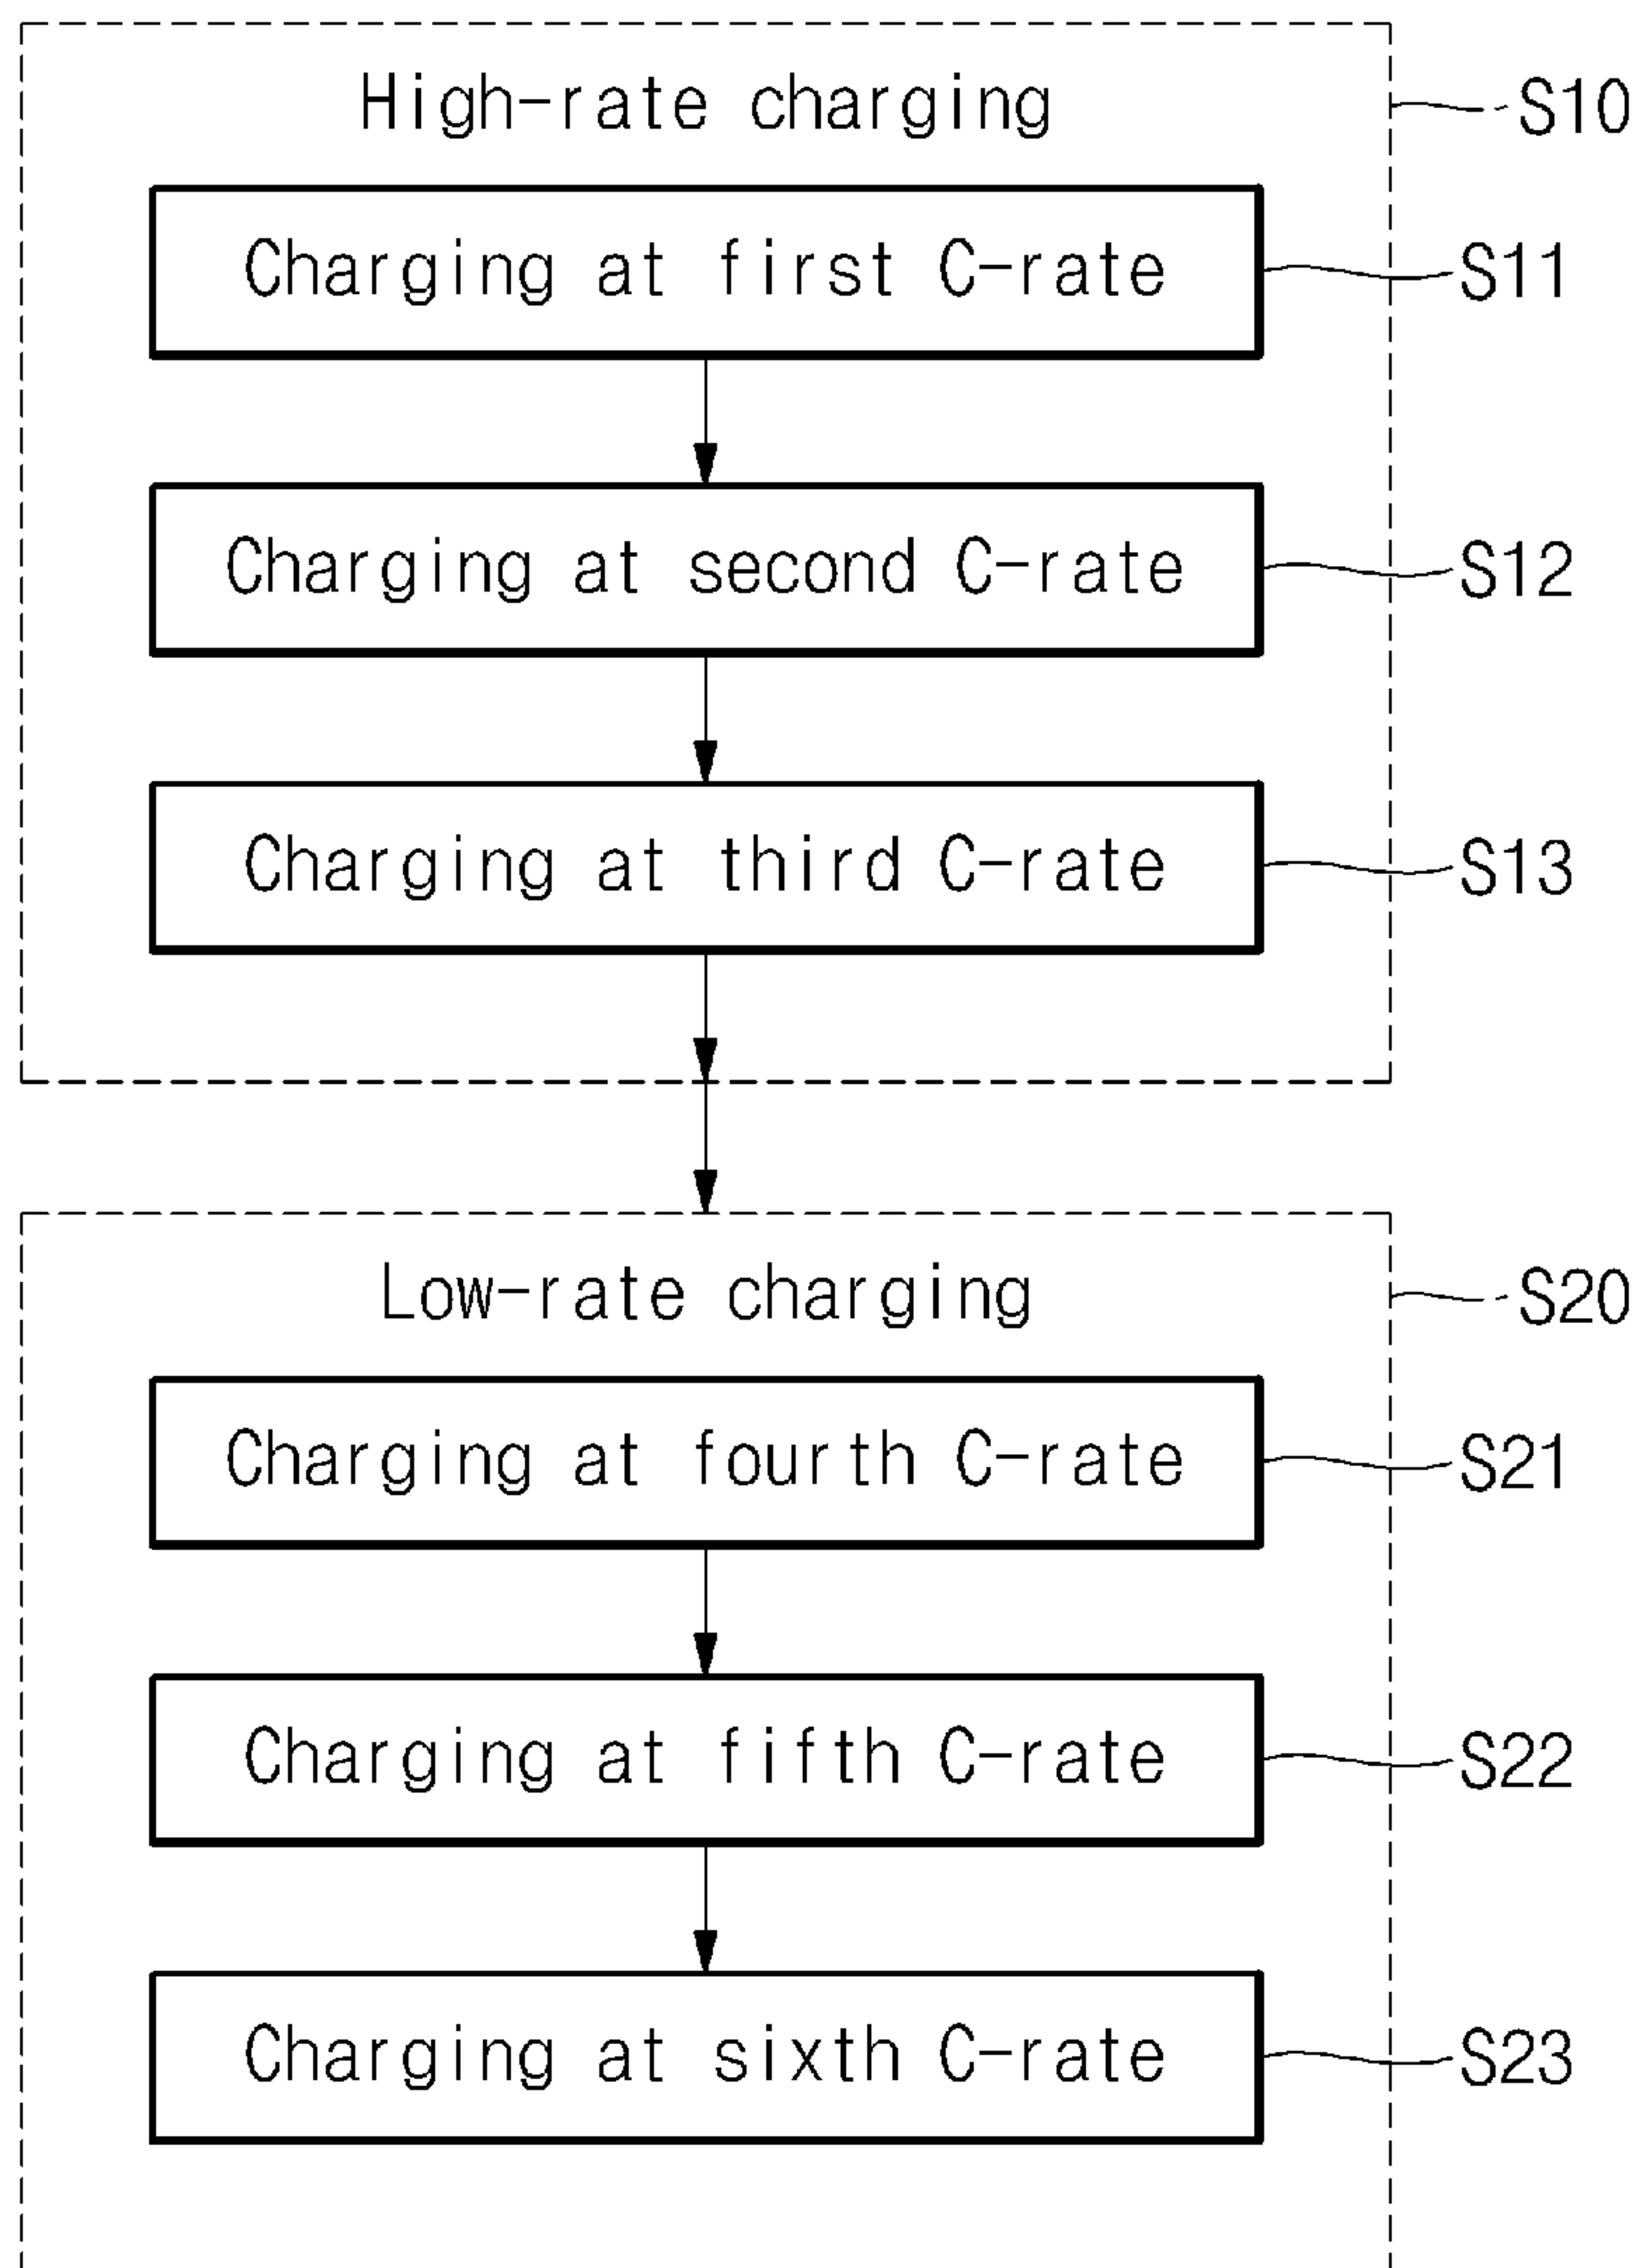 High-rate charging
S10
Charging at first C-rate
S11
Charging at second C-rate
S12
Charging at third C-rate
S13
Low-rate charging
S20
Charging at fourth C-rate
S21
Charging at fifth C-rate
S22
Charging at sixth C-rate
S23